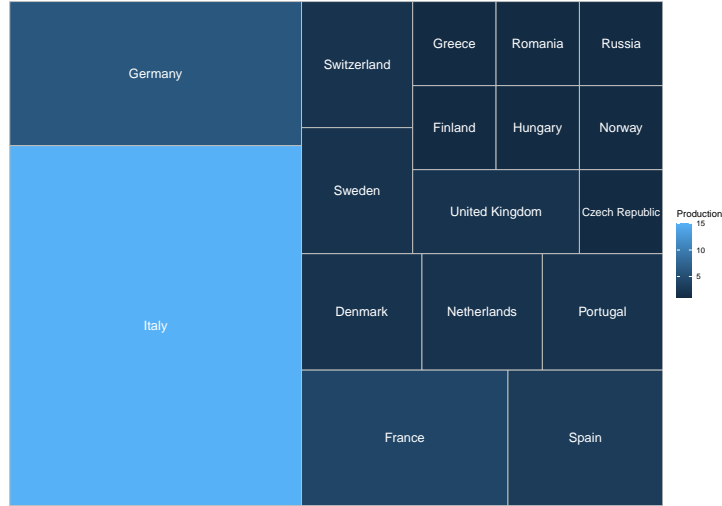 Germany
Switzerland
Greece
Romania
Russia
Finland
Hungary
Norway
Sweden
United Kingdom
Czech Republic
Italy
Denmark
Netherlands
Portugal
France
Spain
Production
15
10
5